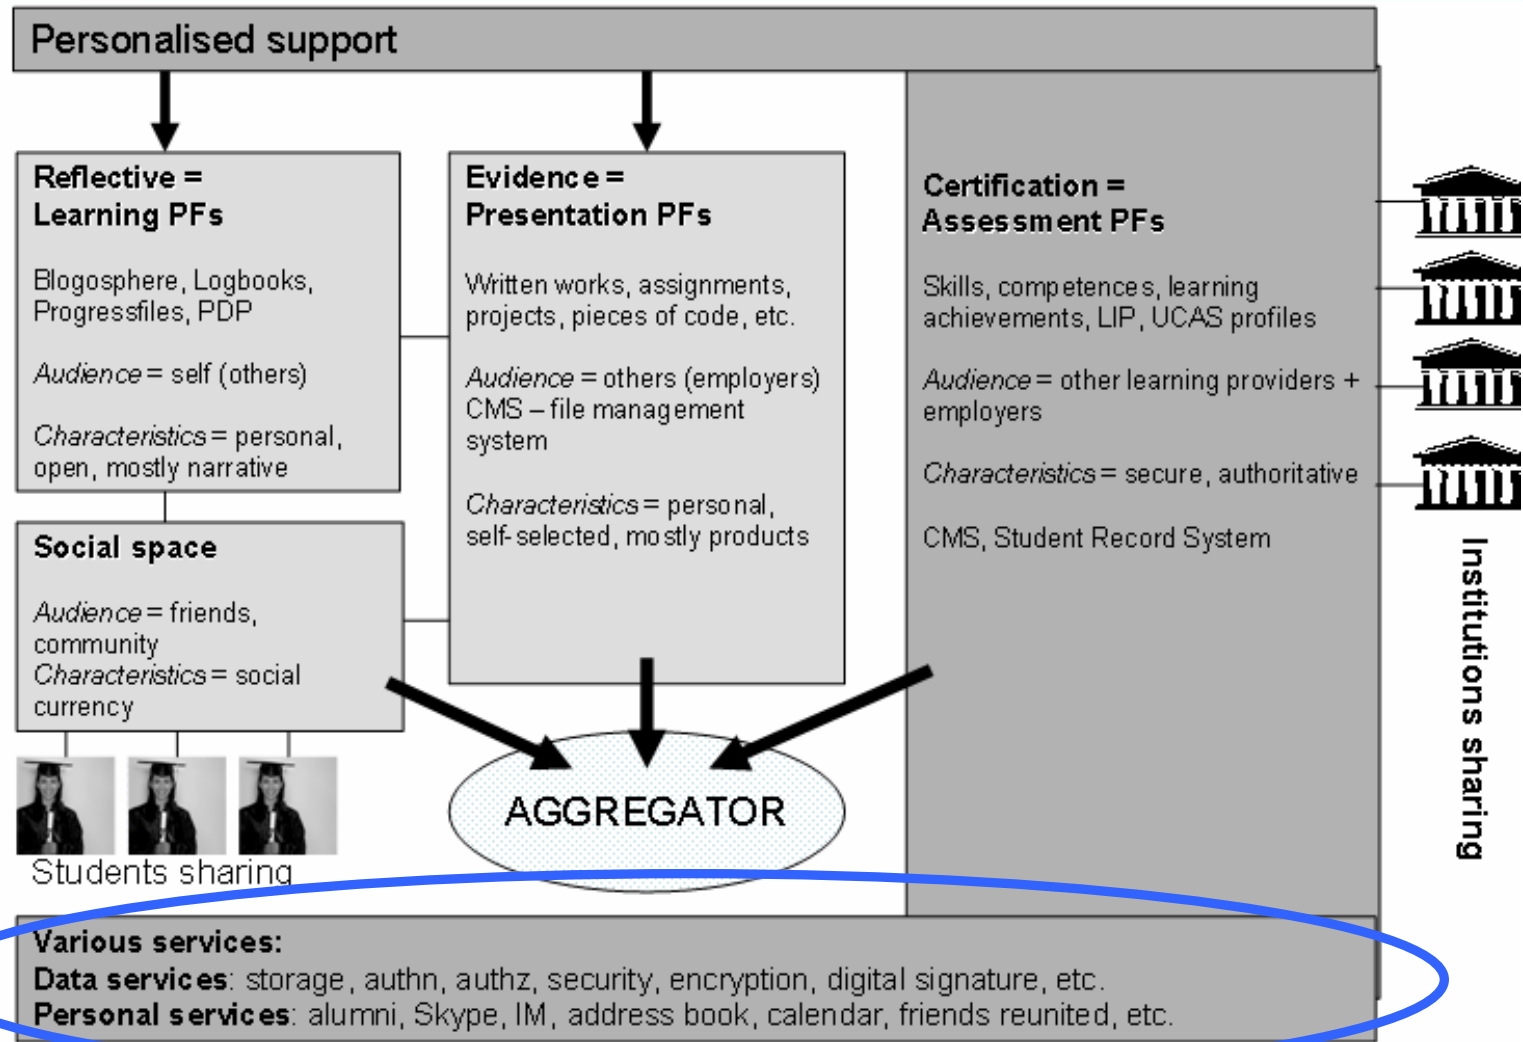 Personalised support
Reflective =
Learning PFs
Blogosphere, Logbooks,
Progressfiles, PDP
Audience = self (others)
Characteristics = personal,
open, mostly narrative
Evidence =
Presentation PFs
Written works, assignments,
projects, pieces of code, etc.
Audience = others (employers)
CMS – file management
system
Characteristics = personal,
self-selected, mostly products
Certification =
Assessment PFs
Skills, competences, learning
achievements, LIP, UCAS profiles
Audience = other learning providers +
employers
Characteristics = secure, authoritative
CMS, Student Record System
Social space
Audience = friends,
community
Characteristics = social
currency
Students sharing
AGGREGATOR
Institutions sharing
Various services:
Data services: storage, authn, authz, security, encryption, digital signature, etc.
Personal services: alumni, Skype, IM, address book, calendar, friends reunited, etc.